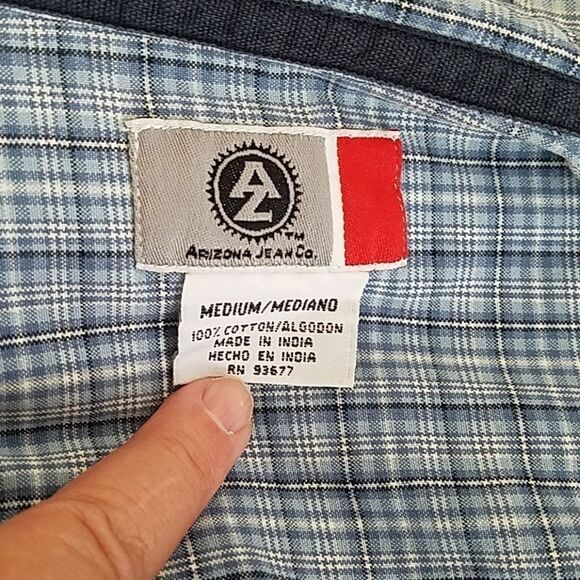 AZ
TM
ARIZONA JEAN CO.
MEDIUM/MEDIANO
100% COTTON/ALGODON
MADE IN INDIA
HECHO EN INDIA
RN 93677